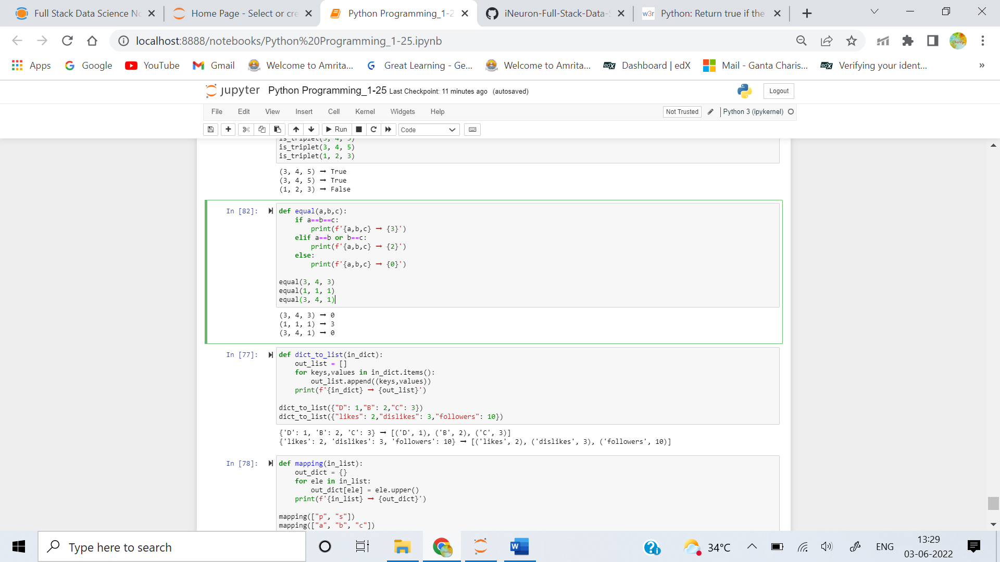 Full Stack Data Science No
Home Page - Select or cre
Python Programming_1-2
iNeuron-Full-Stack-Data-S
w3r Python: Return true if the
localhost:8888/notebooks/Python%20Programming_1-25.ipynb
Apps Google YouTube Gmail Welcome to Amrita... Great Learning - Ge... Welcome to Amrita... edX Dashboard | edX Mail - Ganta Charis... edX Verifying your ident... »
jupyter Python Programming_1-25 Last Checkpoint: 11 minutes ago (autosaved) Logout
File Edit View Insert Cell Kernel Widgets Help Not Trusted Python 3 (ipykernel)
Run Code
is_triplet(3, 4, 5)
is_triplet(3, 4, 5)
is_triplet(1, 2, 3)
(3, 4, 5) → True
(3, 4, 5) → True
(1, 2, 3) → False
In [82]: def equal(a,b,c):
if a==b==c:
print(f'{a,b,c} → {3}')
elif a==b or b==c:
print(f'{a,b,c} → {2}')
else:
print(f'{a,b,c} → {0}')
equal(3, 4, 3)
equal(1, 1, 1)
equal(3, 4, 1)
(3, 4, 3) → 0
(1, 1, 1) → 3
(3, 4, 1) → 0
In [77]: def dict_to_list(in_dict):
out_list = []
for keys,values in in_dict.items():
out_list.append((keys,values))
print(f'{in_dict} → {out_list}')
dict_to_list({"D": 1,"B": 2,"C": 3})
dict_to_list({"likes": 2,"dislikes": 3,"followers": 10})
{'D': 1, 'B': 2, 'C': 3} → [('D', 1), ('B', 2), ('C', 3)]
{'likes': 2, 'dislikes': 3, 'followers': 10} → [('likes', 2), ('dislikes', 3), ('followers', 10)]
In [78]: def mapping(in_list):
out_dict = {}
for ele in in_list:
out_dict[ele] = ele.upper()
print(f'{in_list} → {out_dict}')
mapping(["p", "s"])
mapping(["a", "b", "c"])
Type here to search
34°C ENG
13:29
03-06-2022